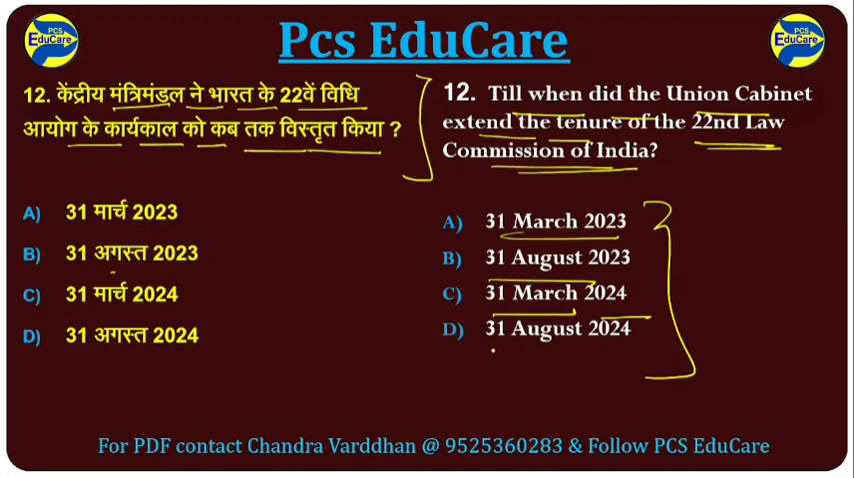 PCS
EduCare
Pcs EduCare
PCS
EduCare
12. केंद्रीय मंत्रिमंडल ने भारत के 22वें विधि
आयोग के कार्यकाल को कब तक विस्तृत किया ?
A) 31 मार्च 2023
B) 31 अगस्त 2023
C) 31 मार्च 2024
D) 31 अगस्त 2024
12. Till when did the Union Cabinet
extend the tenure of the 22nd Law
Commission of India?
A) 31 March 2023
B) 31 August 2023
C) 31 March 2024
D) 31 August 2024
For PDF contact Chandra Varddhan @ 9525360283 & Follow PCS EduCare